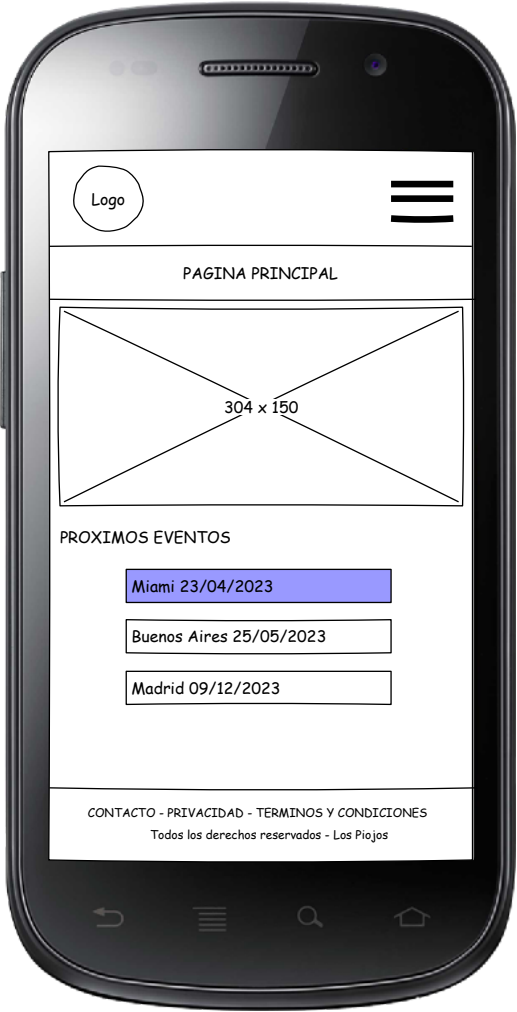 Logo
PAGINA PRINCIPAL
304 x 150
PROXIMOS EVENTOS
Miami 23/04/2023
Buenos Aires 25/05/2023
Madrid 09/12/2023
CONTACTO - PRIVACIDAD - TERMINOS Y CONDICIONES
Todos los derechos reservados - Los Piojos